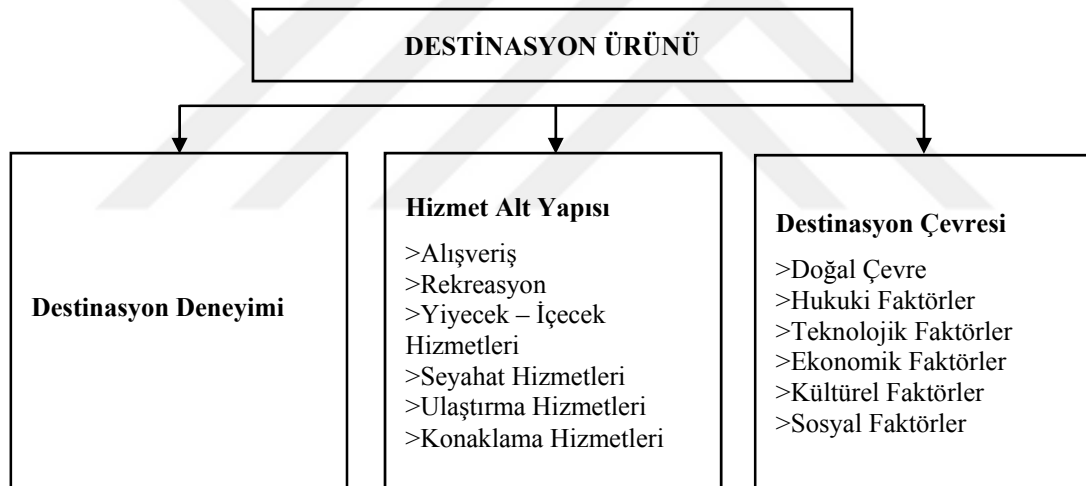 DESTİNASYON ÜRÜNÜ
Destinasyon Deneyimi
Hizmet Alt Yapısı
>Alışveriş
>Rekreasyon
>Yiyecek – İçecek
Hizmetleri
>Seyahat Hizmetleri
>Ulaştırma Hizmetleri
>Konaklama Hizmetleri
Destinasyon Çevresi
>Doğal Çevre
>Hukuki Faktörler
>Teknolojik Faktörler
>Ekonomik Faktörler
>Kültürel Faktörler
>Sosyal Faktörler